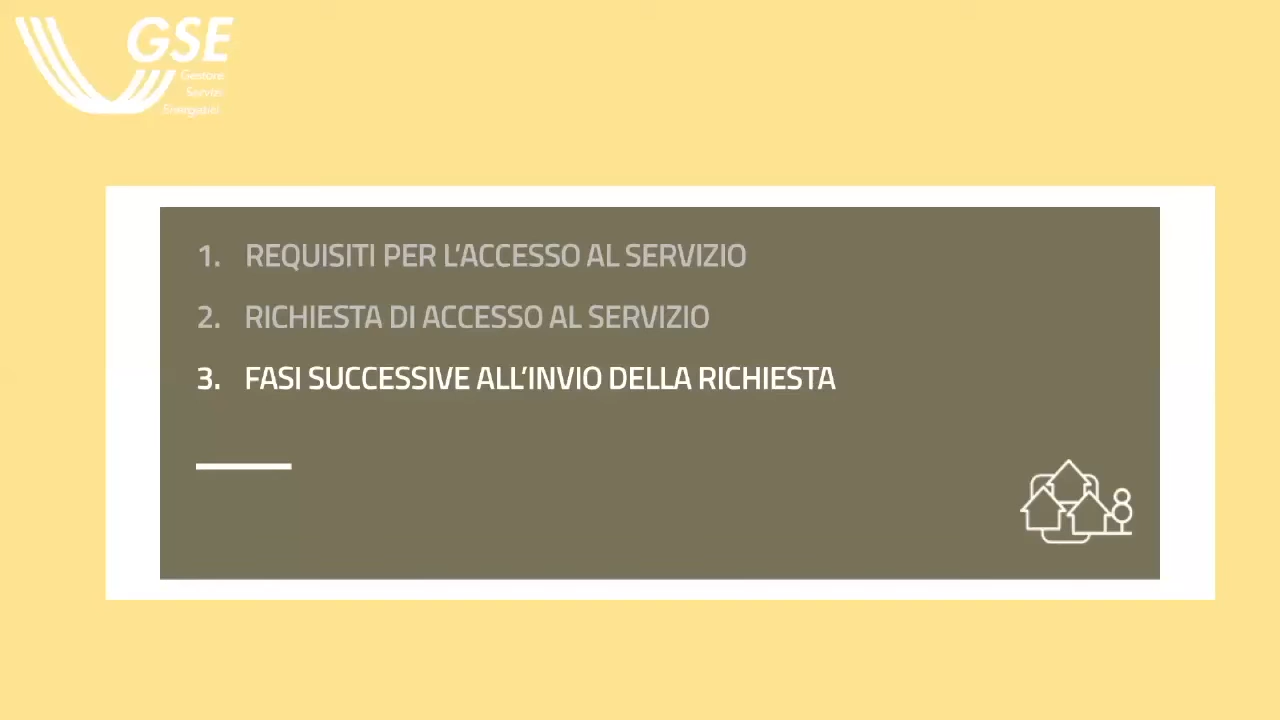 GSE
Gestore
Servizi
Energetici
1. REQUISITI PER L’ACCESSO AL SERVIZIO
2. RICHIESTA DI ACCESSO AL SERVIZIO
3. FASI SUCCESSIVE ALL’INVIO DELLA RICHIESTA